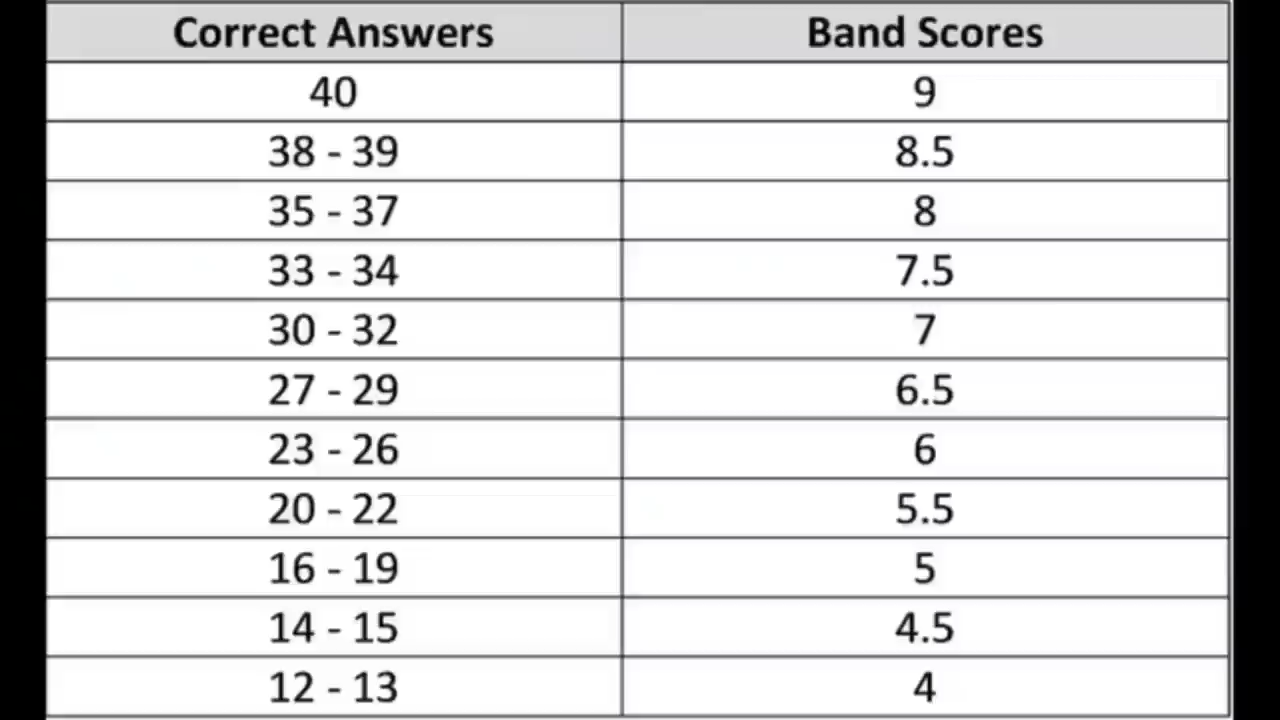 Correct Answers Band Scores
40 9
38 - 39 8.5
35 - 37 8
33 - 34 7.5
30 - 32 7
27 - 29 6.5
23 - 26 6
20 - 22 5.5
16 - 19 5
14 - 15 4.5
12 - 13 4